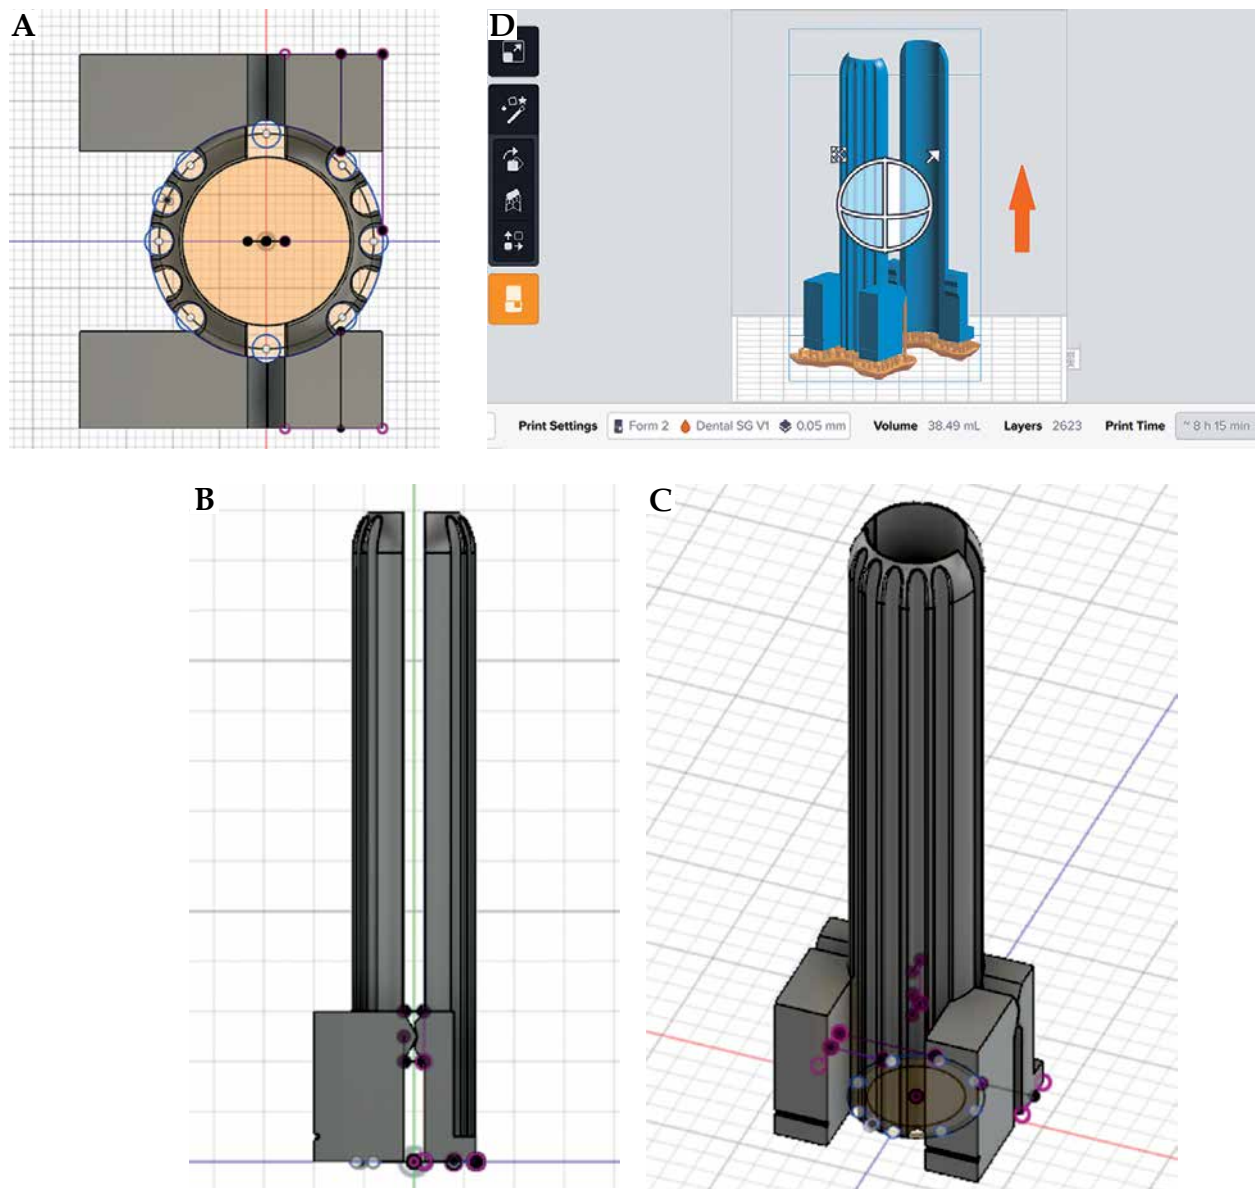 A
D
Print Settings Form 2 Dental SG V1 0.05 mm Volume 38.49 mL Layers 2623 Print Time ~ 8 h 15 min
B
C